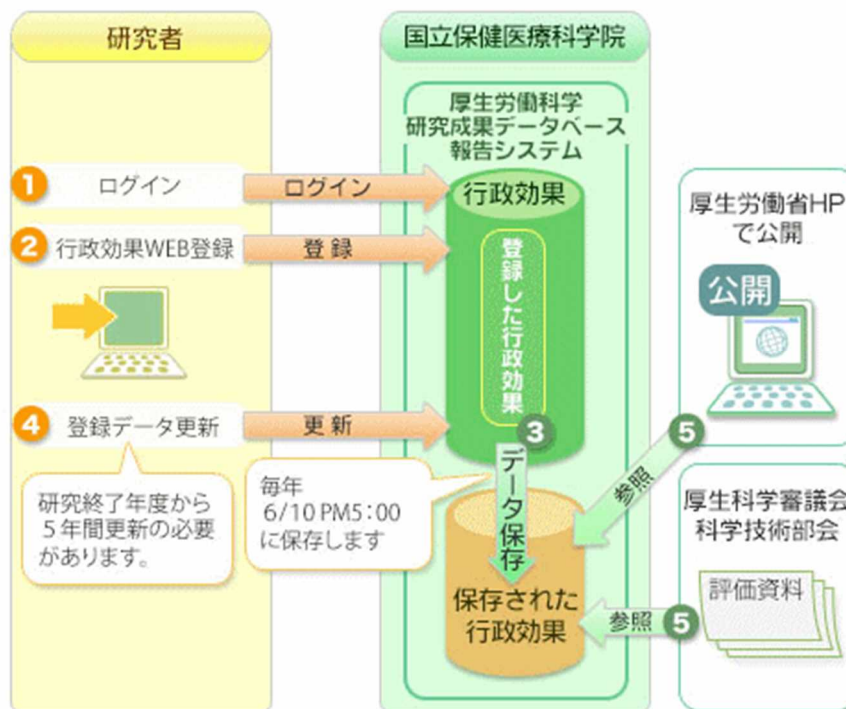 研究者
国立保健医療科学院
厚生労働科学
研究成果データベース
報告システム
1 ログイン
ログイン
行政効果
2 行政効果WEB登録
登録
登録した行政効果
4 登録データ更新
更新
研究終了年度から
5年間更新の必要
があります。
毎年
6/10 PM5:00
に保存します
3
データ保存
保存された
行政効果
厚生労働省HP
で公開
公開
5
参照
厚生科学審議会
科学技術部会
評価資料
参照 5